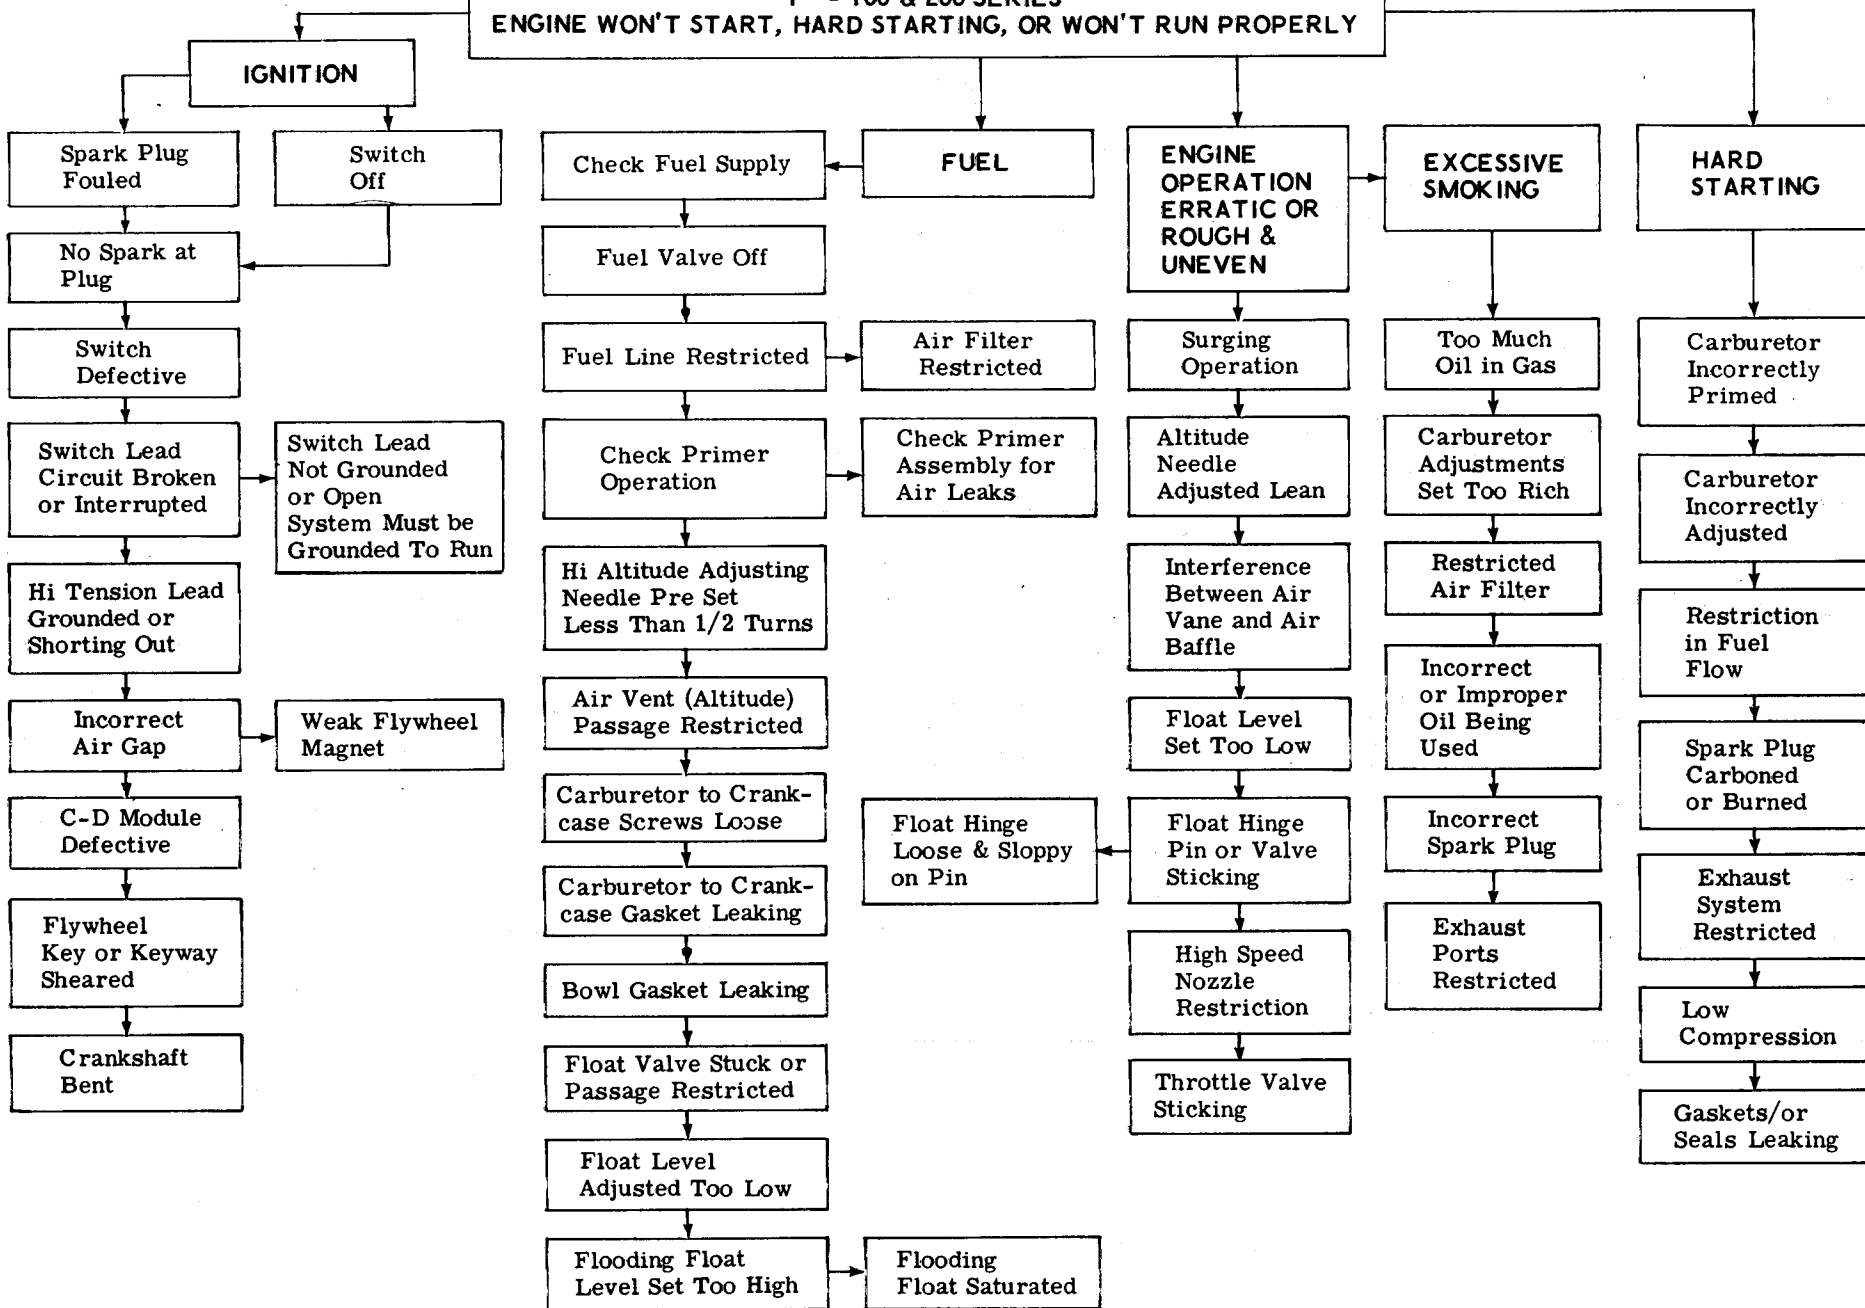 - 100 & 200 SERIES
ENGINE WON'T START, HARD STARTING, OR WON'T RUN PROPERLY
IGNITION
Spark Plug
Fouled
Switch
Off
No Spark at
Plug
Switch
Defective
Switch Lead
Circuit Broken
or Interrupted
Switch Lead
Not Grounded
or Open
System Must be
Grounded To Run
Hi Tension Lead
Grounded or
Shorting Out
Incorrect
Air Gap
Weak Flywheel
Magnet
C-D Module
Defective
Flywheel
Key or Keyway
Sheared
Crankshaft
Bent
FUEL
Check Fuel Supply
Fuel Valve Off
Fuel Line Restricted
Air Filter
Restricted
Check Primer
Operation
Check Primer
Assembly for
Air Leaks
Hi Altitude Adjusting
Needle Pre Set
Less Than 1/2 Turns
Air Vent (Altitude)
Passage Restricted
Carburetor to Crank-
case Screws Loose
Carburetor to Crank-
case Gasket Leaking
Bowl Gasket Leaking
Float Valve Stuck or
Passage Restricted
Float Level
Adjusted Too Low
Flooding Float
Level Set Too High
Flooding
Float Saturated
ENGINE
OPERATION
ERRATIC OR
ROUGH &
UNEVEN
Surging
Operation
Altitude
Needle
Adjusted Lean
Interference
Between Air
Vane and Air
Baffle
Float Level
Set Too Low
Float Hinge
Pin or Valve
Sticking
Float Hinge
Loose & Sloppy
on Pin
High Speed
Nozzle
Restriction
Throttle Valve
Sticking
EXCESSIVE
SMOKING
Too Much
Oil in Gas
Carburetor
Adjustments
Set Too Rich
Restricted
Air Filter
Incorrect
or Improper
Oil Being
Used
Incorrect
Spark Plug
Exhaust
Ports
Restricted
HARD
STARTING
Carburetor
Incorrectly
Primed
Carburetor
Incorrectly
Adjusted
Restriction
in Fuel
Flow
Spark Plug
Carboned
or Burned
Exhaust
System
Restricted
Low
Compression
Gaskets/or
Seals Leaking